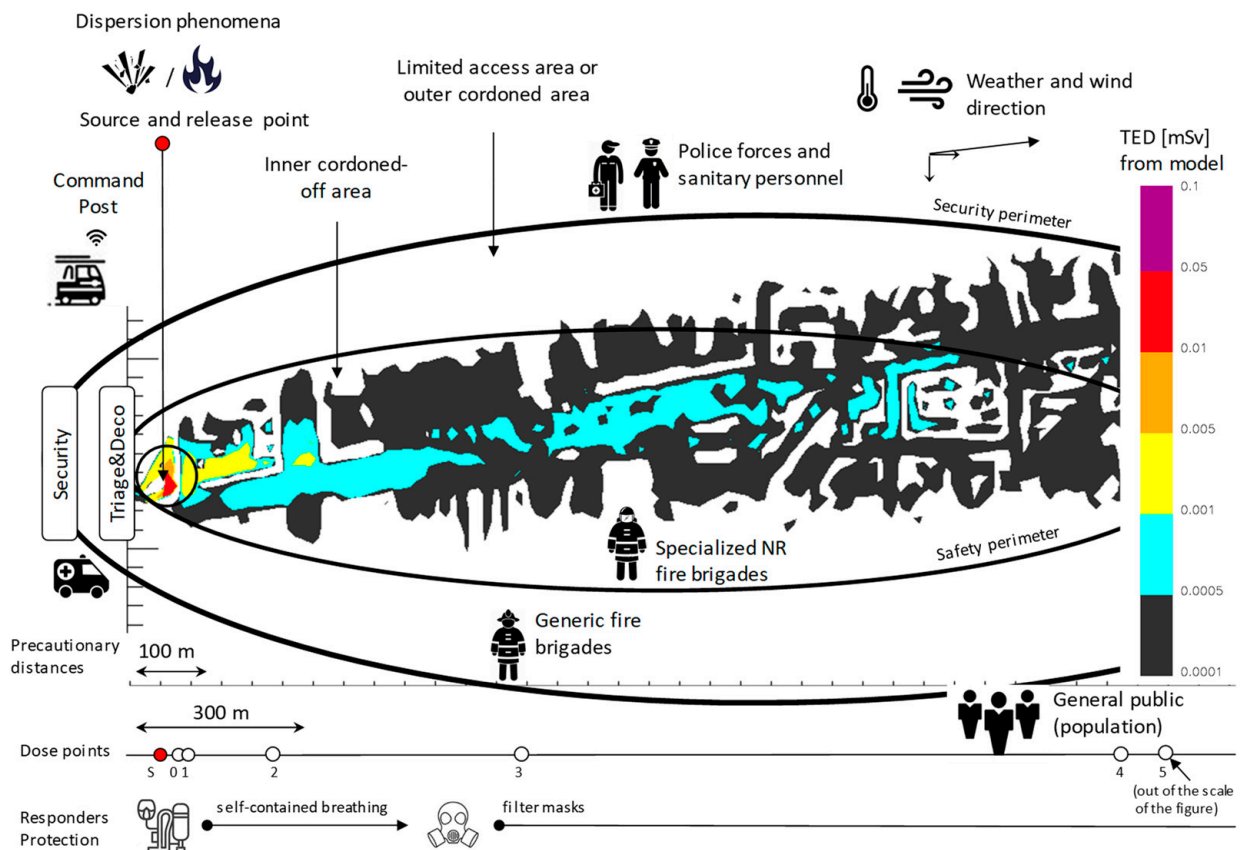 Dispersion phenomena
/
Source and release point
Command
Post
Inner cordoned-
off area
Limited access area or
outer cordoned area
Police forces and
sanitary personnel
Weather and wind
direction
TED [mSv]
from model
0.1
0.05
0.01
0.005
0.001
0.0005
0.0001
Security perimeter
Security
Triage&Deco
Specialized NR
fire brigades
Safety perimeter
Generic fire
brigades
Precautionary
distances
100 m
300 m
General public
(population)
Dose points
S 0 1 2 3 4 5
(out of the scale
of the figure)
Responders
Protection
self-contained breathing
filter masks